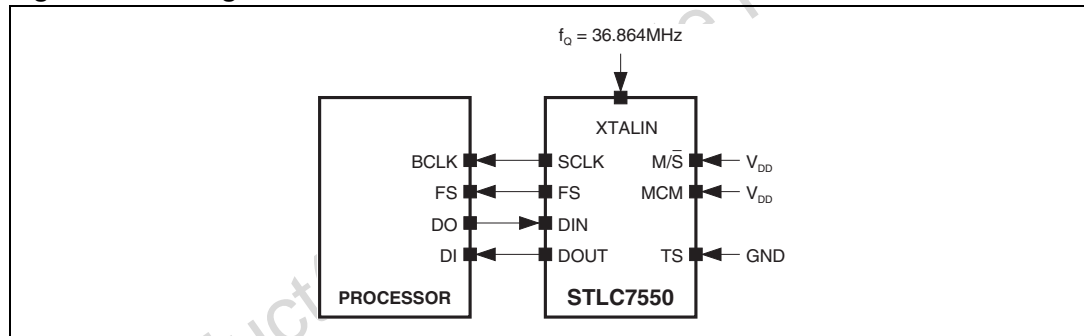 f_Q = 36.864MHz
XTALIN
BCLK
SCLK
M/S̅
V_DD
FS
FS
MCM
V_DD
DO
DIN
DI
DOUT
TS
GND
PROCESSOR
STLC7550